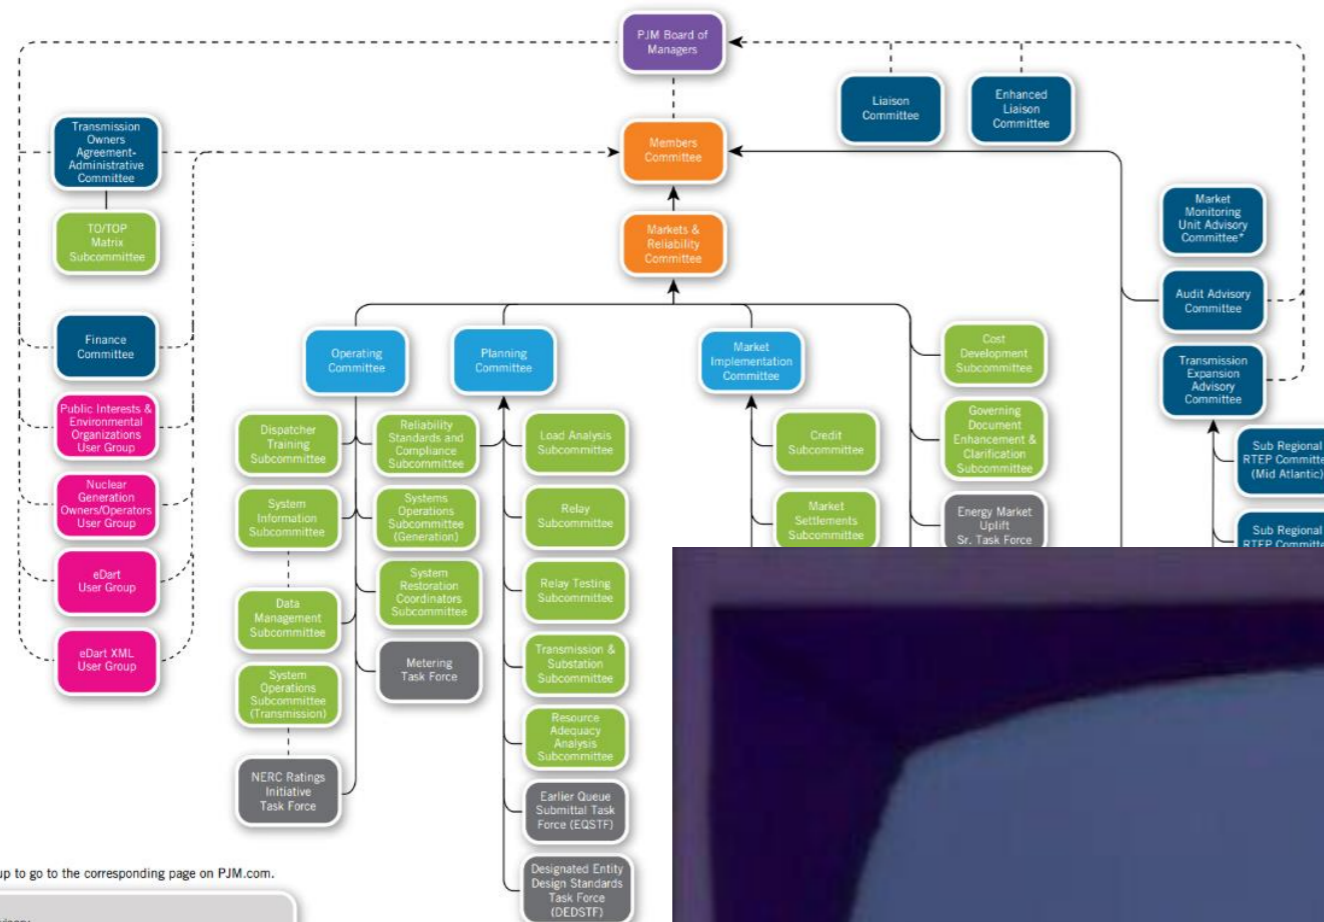 PJM Board of
Managers
Liaison
Committee
Enhanced
Liaison
Committee
Transmission
Owners
Agreement-
Administrative
Committee
Members
Committee
TO/TOP
Matrix
Subcommittee
Markets &
Reliability
Committee
Market
Monitoring
Unit Advisory
Committee*
Audit Advisory
Committee
Finance
Committee
Operating
Committee
Planning
Committee
Market
Implementation
Committee
Cost
Development
Subcommittee
Transmission
Expansion
Advisory
Committee
Public Interests &
Environmental
Organizations
User Group
Dispatcher
Training
Subcommittee
Reliability
Standards and
Compliance
Subcommittee
Load Analysis
Subcommittee
Credit
Subcommittee
Governing
Document
Enhancement &
Clarification
Subcommittee
Sub Regional
RTEP Committe
(Mid Atlantic)
Nuclear
Generation
Owners/Operators
User Group
System
Information
Subcommittee
Systems
Operations
Subcommittee
(Generation)
Relay
Subcommittee
Market
Settlements
Subcommittee
Energy Market
Uplift
Sr. Task Force
Sub Regional
RTEP Committe
eDart
User Group
Data
Management
Subcommittee
System
Restoration
Coordinators
Subcommittee
Relay Testing
Subcommittee
eDart XML
User Group
System
Operations
Subcommittee
(Transmission)
Metering
Task Force
Transmission &
Substation
Subcommittee
Resource
Adequacy
Analysis
Subcommittee
NERC Ratings
Initiative
Task Force
Earlier Queue
Submittal Task
Force (EQSTF)
Designated Entity
Design Standards
Task Force
(DEDSTF)
up to go to the corresponding page on PJM.com.